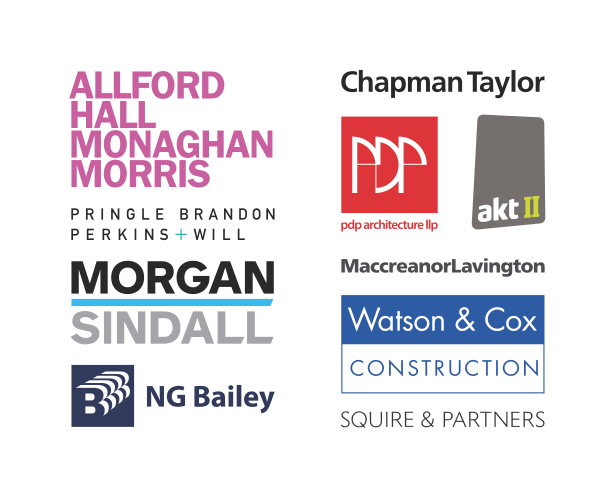 ALLFORD
HALL
MONAGHAN
MORRIS
PRINGLE BRANDON
PERKINS+WILL
MORGAN
SINDALL
B
NG Bailey
Chapman Taylor
PDP
pdp architecture llp
akt II
MaccreanorLavington
Watson & Cox
CONSTRUCTION
SQUIRE & PARTNERS